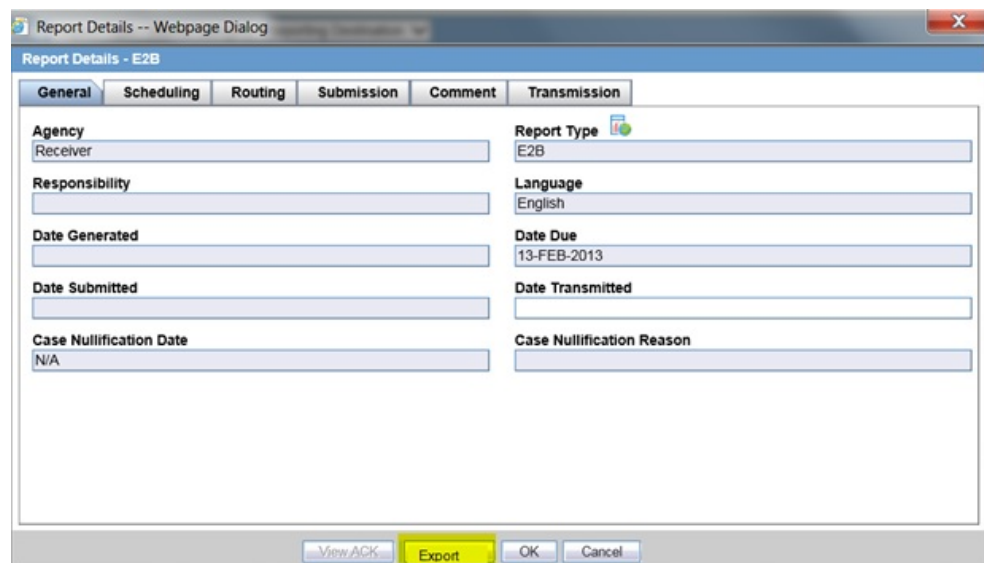 Report Details -- Webpage Dialog
Report Details - E2B
General Scheduling Routing Submission Comment Transmission
Agency
Receiver
Report Type
E2B
Responsibility
Language
English
Date Generated
Date Due
13-FEB-2013
Date Submitted
Date Transmitted
Case Nullification Date
N/A
Case Nullification Reason
View ACK Export OK Cancel